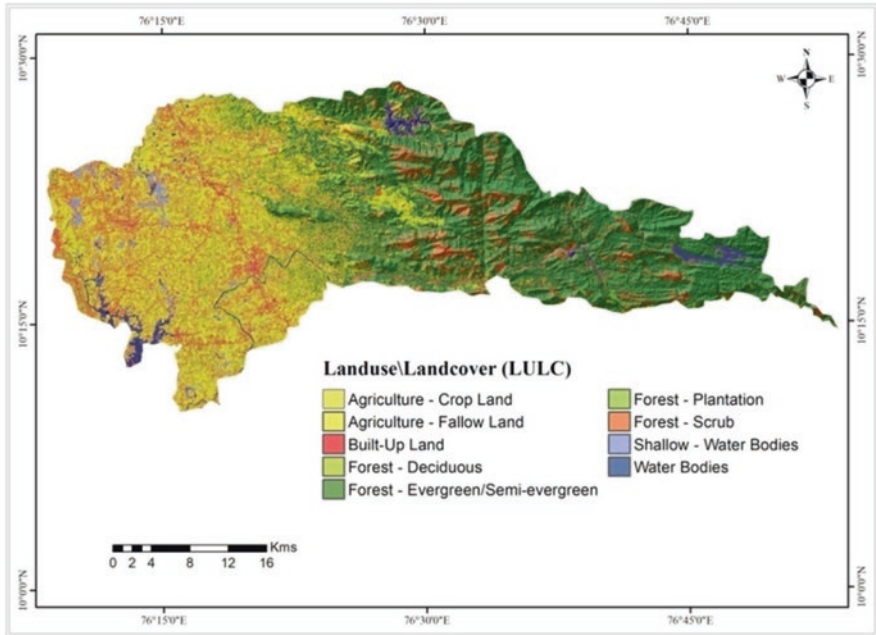 76°15'0"E 76°30'0"E 76°45'0"E
10°30'0"N 10°30'0"N
N
W E
S
10°15'0"N 10°15'0"N
Landuse\Landcover (LULC)
Agriculture - Crop Land
Agriculture - Fallow Land
Built-Up Land
Forest - Deciduous
Forest - Evergreen/Semi-evergreen
Forest - Plantation
Forest - Scrub
Shallow - Water Bodies
Water Bodies
Kms
0 2 4 8 12 16
10°0'0"N 10°0'0"N
76°15'0"E 76°30'0"E 76°45'0"E